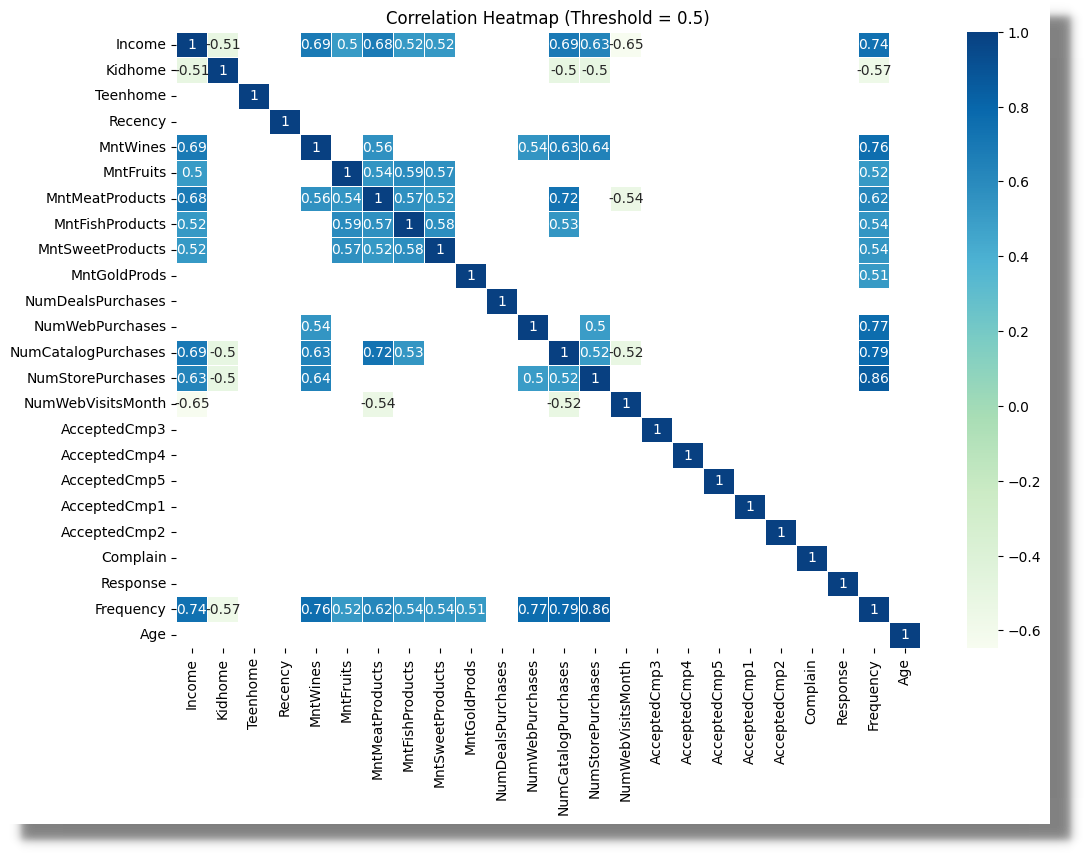 Correlation Heatmap (Threshold = 0.5)
Income 1 -0.51 0.69 0.5 0.68 0.52 0.52 0.69 0.63 -0.65 0.74
Kidhome -0.51 1 -0.5 -0.5 -0.57
Teenhome 1
Recency 1
MntWines 0.69 1 0.56 0.54 0.63 0.64 0.76
MntFruits 0.5 1 0.54 0.59 0.57 0.52
MntMeatProducts 0.68 0.56 0.54 1 0.57 0.52 0.72 -0.54 0.62
MntFishProducts 0.52 0.59 0.57 1 0.58 0.53 0.54
MntSweetProducts 0.52 0.57 0.52 0.58 1 0.54
MntGoldProds 1 0.51
NumDealsPurchases 1
NumWebPurchases 0.54 1 0.5 0.77
NumCatalogPurchases 0.69 -0.5 0.63 0.72 0.53 1 0.52 -0.52 0.79
NumStorePurchases 0.63 -0.5 0.64 0.5 0.52 1 0.86
NumWebVisitsMonth -0.65 -0.54 -0.52 1
AcceptedCmp3 1
AcceptedCmp4 1
AcceptedCmp5 1
AcceptedCmp1 1
AcceptedCmp2 1
Complain 1
Response 1
Frequency 0.74 -0.57 0.76 0.52 0.62 0.54 0.54 0.51 0.77 0.79 0.86 1
Age 1
Income
Kidhome
Teenhome
Recency
MntWines
MntFruits
MntMeatProducts
MntFishProducts
MntSweetProducts
MntGoldProds
NumDealsPurchases
NumWebPurchases
NumCatalogPurchases
NumStorePurchases
NumWebVisitsMonth
AcceptedCmp3
AcceptedCmp4
AcceptedCmp5
AcceptedCmp1
AcceptedCmp2
Complain
Response
Frequency
Age
1.0
0.8
0.6
0.4
0.2
0.0
−0.2
−0.4
−0.6